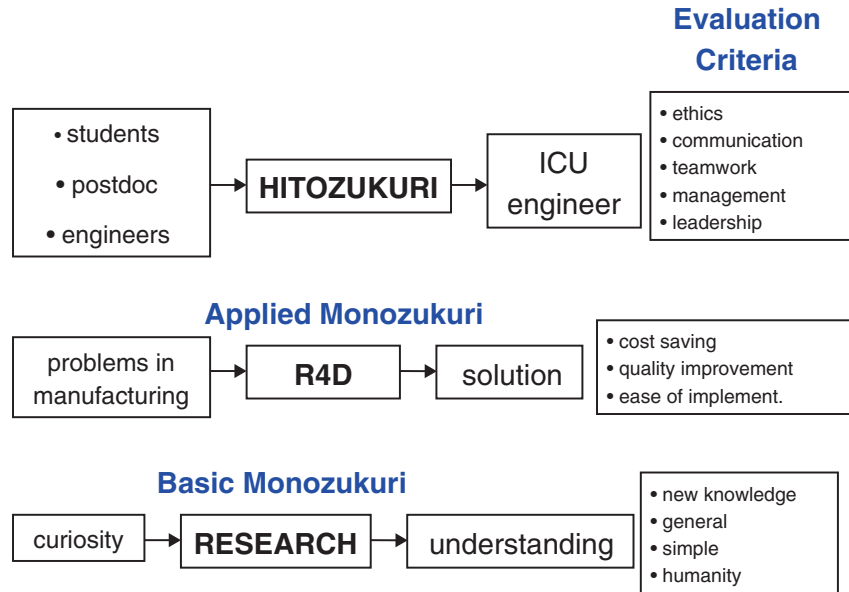 Evaluation
Criteria
• students
• postdoc
• engineers
HITOZUKURI
ICU
engineer
• ethics
• communication
• teamwork
• management
• leadership
Applied Monozukuri
problems in
manufacturing
R4D
solution
• cost saving
• quality improvement
• ease of implement.
Basic Monozukuri
curiosity
RESEARCH
understanding
• new knowledge
• general
• simple
• humanity